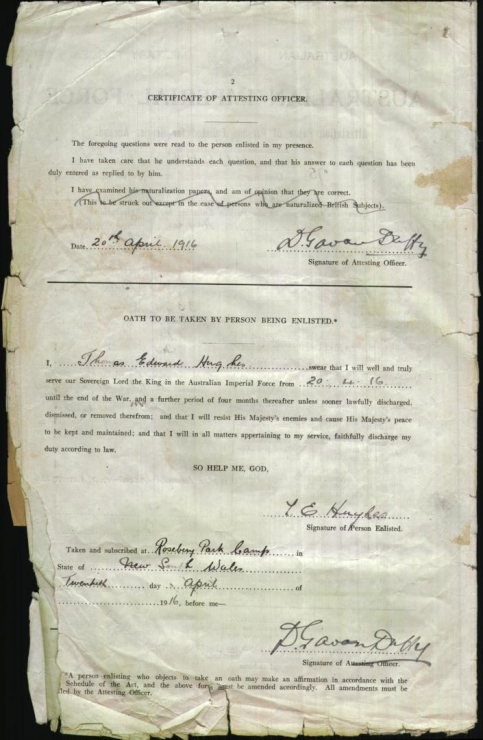 2
CERTIFICATE OF ATTESTING OFFICER.
The foregoing questions were read to the person enlisted in my presence.
I have taken care that he understands each question, and that his answer to each question has been
duly entered as replied to by him.
I have examined his naturalization papers, and am of opinion that they are correct.
(This to be struck out except in the case of persons who are naturalized British Subjects).
Date 20th April 1916 D. Gavan Duffy
Signature of Attesting Officer.
OATH TO BE TAKEN BY PERSON BEING ENLISTED.*
I, Thomas Edward Hughes swear that I will well and truly
serve our Sovereign Lord the King in the Australian Imperial Force from 20. 4. 16
until the end of the War, and a further period of four months thereafter unless sooner lawfully discharged,
dismissed, or removed therefrom; and that I will resist His Majesty's enemies and cause His Majesty's peace
to be kept and maintained; and that I will in all matters appertaining to my service, faithfully discharge my
duty according to law.
SO HELP ME, GOD.
T E Hughes
Signature of Person Enlisted.
Taken and subscribed at Rosebery Park Camp in
State of New South Wales
Twentieth day April of
1916, before me—
D. Gavan Duffy
Signature of Attesting Officer.
*A person enlisting who objects to take an oath may make an affirmation in accordance with the
Schedule of the Act, and the above form must be amended accordingly. All amendments must be
by the Attesting Officer.